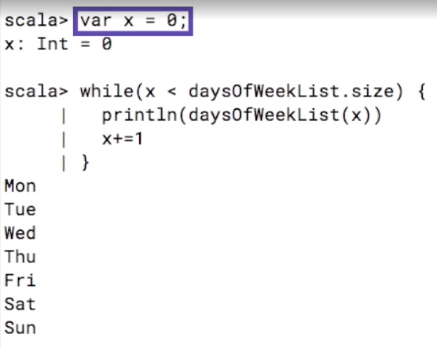 scala> var x = 0;
x: Int = 0
scala> while(x < daysOfWeekList.size) {
| println(daysOfWeekList(x))
| x+=1
| }
Mon
Tue
Wed
Thu
Fri
Sat
Sun